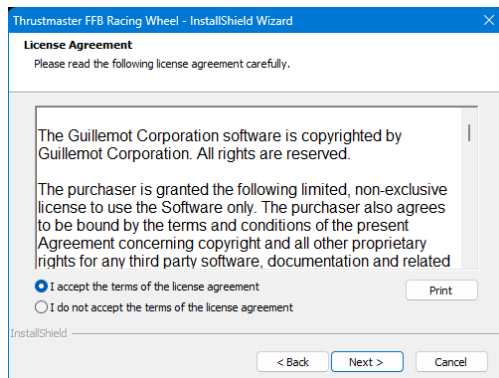 Thrustmaster FFB Racing Wheel - InstallShield Wizard
License Agreement
Please read the following license agreement carefully.
The Guillemot Corporation software is copyrighted by
Guillemot Corporation. All rights are reserved.
The purchaser is granted the following limited, non-exclusive
license to use the Software only. The purchaser also agrees
to be bound by the terms and conditions of the present
Agreement concerning copyright and all other proprietary
rights for any third party software, documentation and related
I accept the terms of the license agreement
Print
I do not accept the terms of the license agreement
InstallShield
< Back
Next >
Cancel